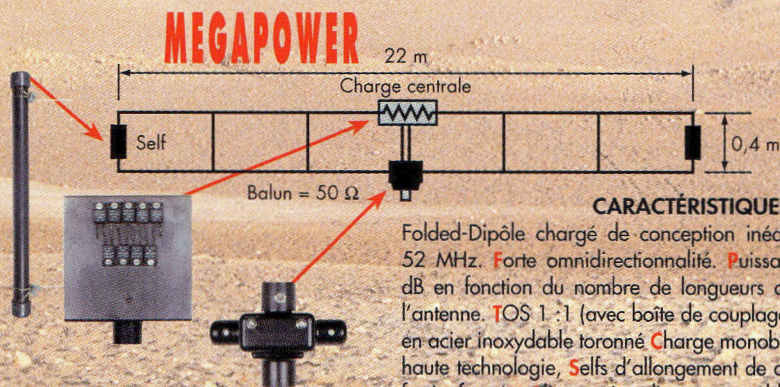 MEGAPOWER
22 m
Charge centrale
Self
0,4 m
Balun = 50 Ω
CARACTÉRISTIQUE
Folded-Dipôle chargé de conception
52 MHz. Forte omnidirectionnalité.
dB en fonction du nombre de longueurs
l'antenne. TOS 1 :1 (avec boîte de couplage
en acier inoxydable toronné Charge
haute technologie, Selfs d'allongement de